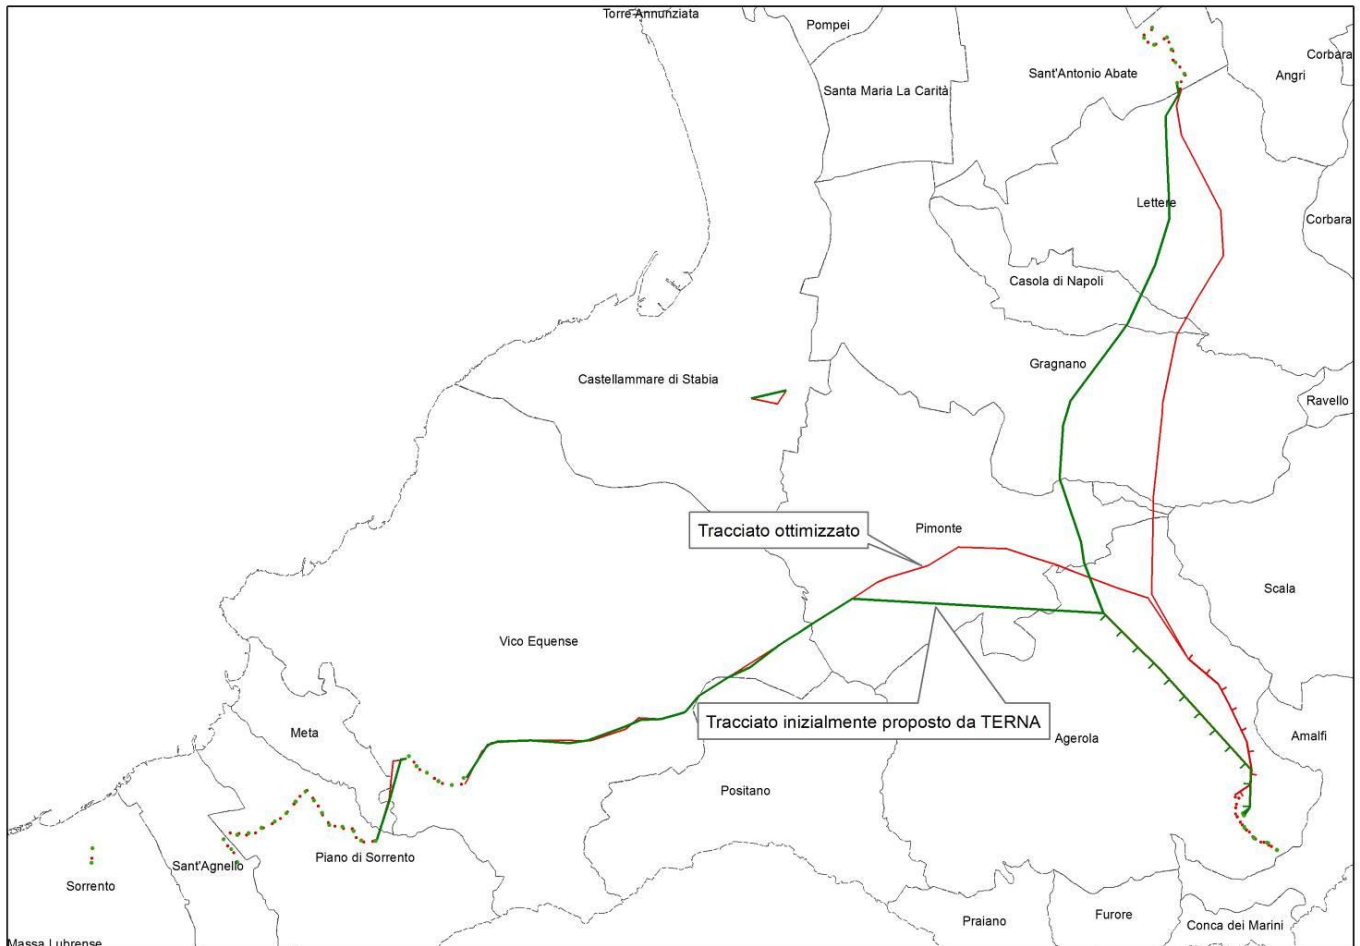 Torre Annunziata
Pompei
Corbara
Sant'Antonio Abate
Angri
Santa Maria La Carità
Lettere
Corbara
Casola di Napoli
Gragnano
Castellammare di Stabia
Ravello
Tracciato ottimizzato
Pimonte
Scala
Vico Equense
Tracciato inizialmente proposto da TERNA
Meta
Agerola
Amalfi
Positano
Piano di Sorrento
Sant'Agnello
Sorrento
Praiano
Furore
Conca dei Marini
Massa Lubrense